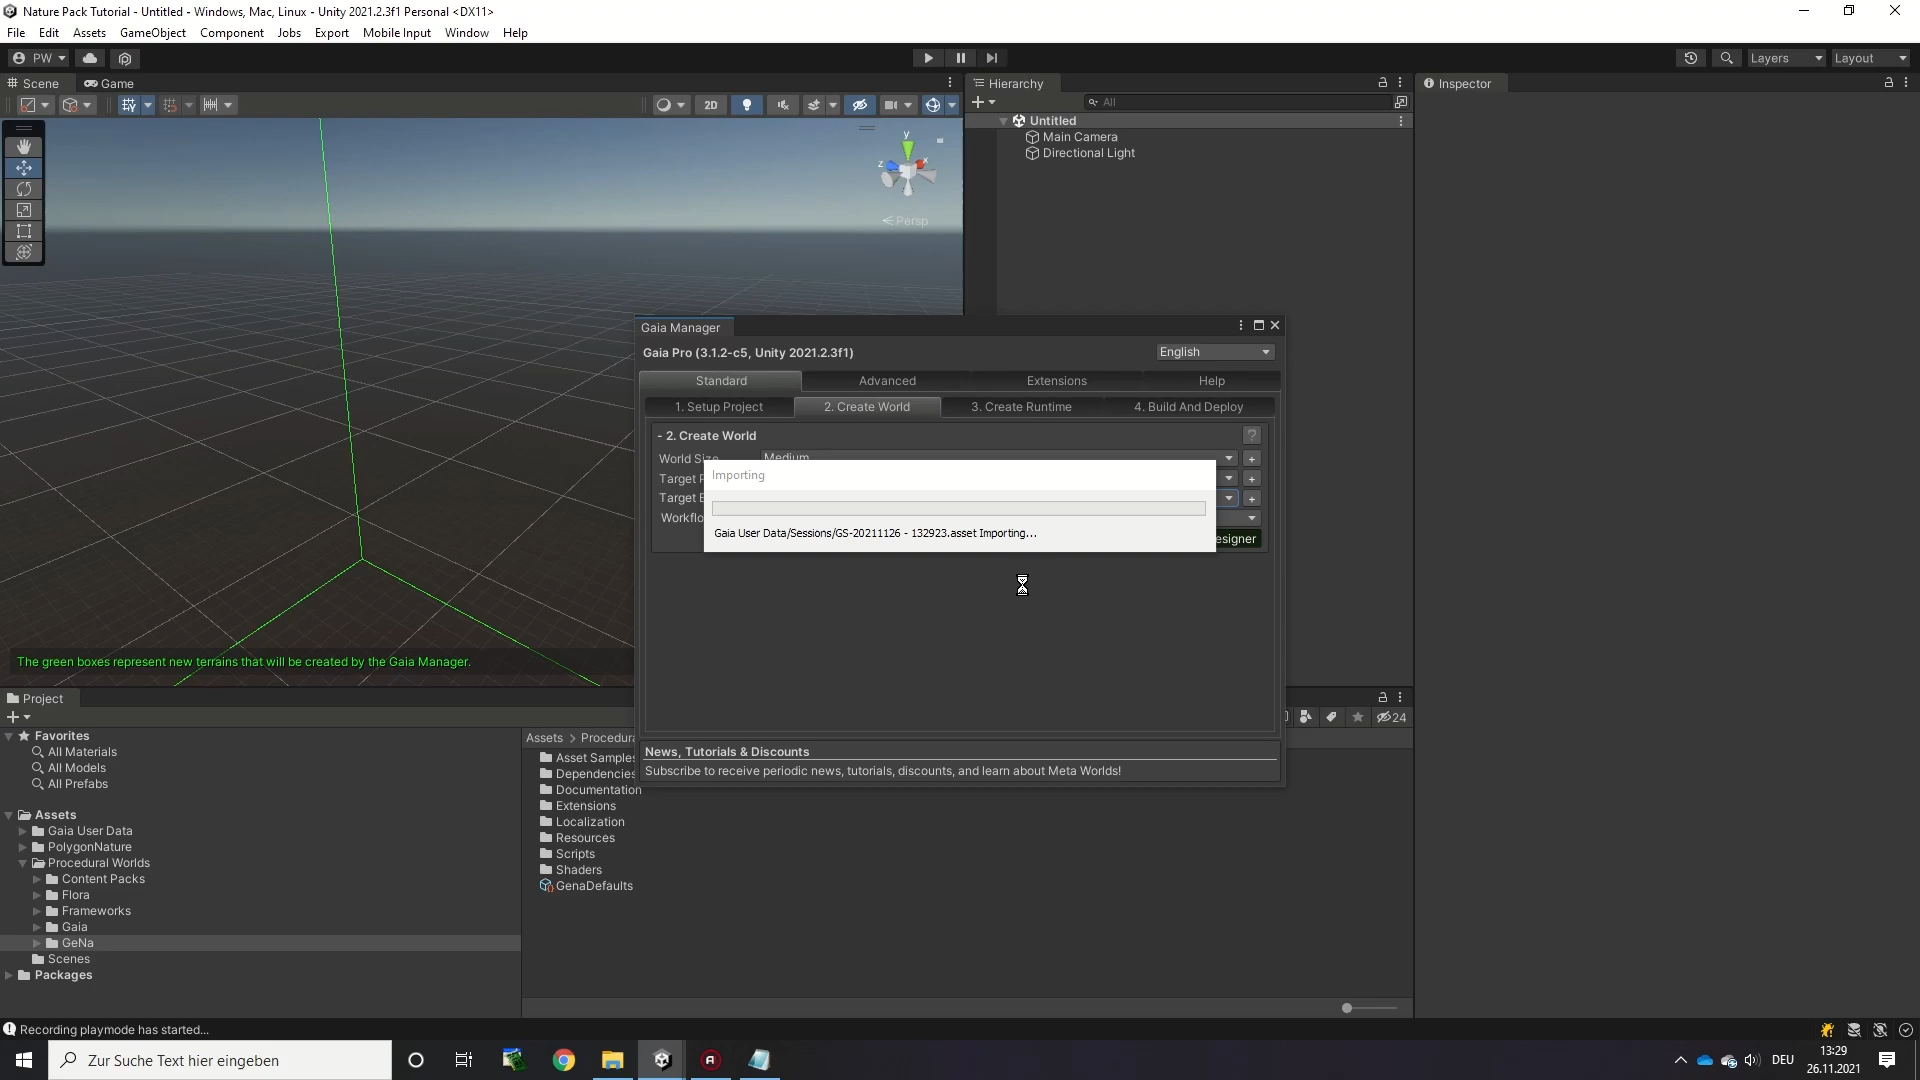 Nature Pack Tutorial - Untitled - Windows, Mac, Linux - Unity 2021.2.3f1 Personal <DX11>
File Edit Assets GameObject Component Jobs Export Mobile Input Window Help
PW Layers Layout
Scene Game
2D
y
x
z
Persp
The green boxes represent new terrains that will be created by the Gaia Manager.
Hierarchy
All
Untitled
Main Camera
Directional Light
Inspector
Gaia Manager
Gaia Pro (3.1.2-c5, Unity 2021.2.3f1) English
Standard Advanced Extensions Help
1. Setup Project 2. Create World 3. Create Runtime 4. Build And Deploy
- 2. Create World ?
World Size Medium +
Target +
Target +
Importing
Gaia User Data/Sessions/GS-20211126 - 132923.asset Importing...
News, Tutorials & Discounts
Subscribe to receive periodic news, tutorials, discounts, and learn about Meta Worlds!
Project
24
Favorites
All Materials
All Models
All Prefabs
Assets
Gaia User Data
PolygonNature
Procedural Worlds
Content Packs
Flora
Frameworks
Gaia
GeNa
Scenes
Packages
Assets >
Asset Samples
Dependencies
Documentation
Extensions
Localization
Resources
Scripts
Shaders
GenaDefaults
Recording playmode has started...
Zur Suche Text hier eingeben
DEU
13:29
26.11.2021